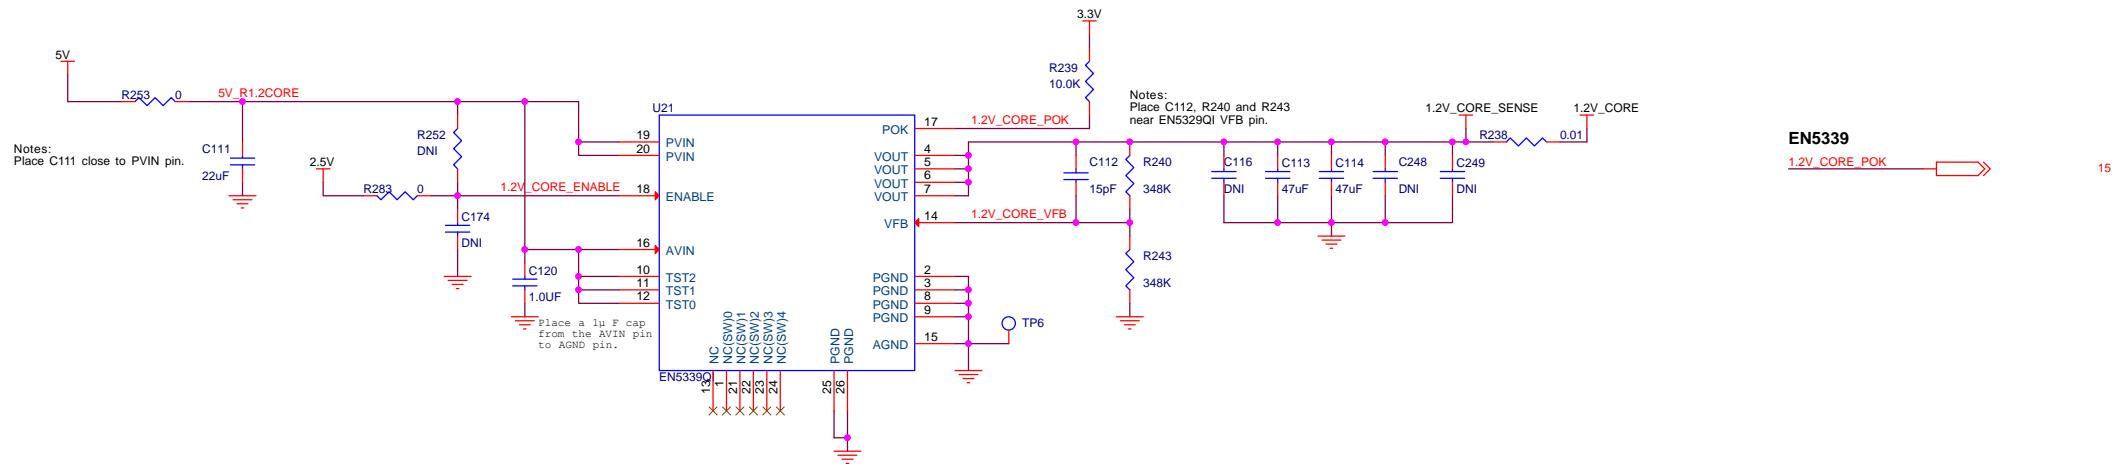 3.3V
5V
R253 0
5V_R1.2CORE
R239
10.0K
Notes:
Place C112, R240 and R243
near EN5329QI VFB pin.
1.2V_CORE_SENSE
1.2V_CORE
U21
R252
DNI
Notes:
Place C111 close to PVIN pin.
C111
22uF
2.5V
R283 0
1.2V_CORE_ENABLE
C174
DNI
C120
1.0UF
Place a 1µ F cap
from the AVIN pin
to AGND pin.
19 PVIN
20 PVIN
18 ENABLE
16 AVIN
10 TST2
11 TST1
12 TST0
POK 17
1.2V_CORE_POK
VOUT 4
VOUT 5
VOUT 6
VOUT 7
VFB 14
1.2V_CORE_VFB
PGND 2
PGND 3
PGND 8
PGND 9
AGND 15
TP6
NC
NC(SW)0
NC(SW)1
NC(SW)2
NC(SW)3
NC(SW)4
PGND
PGND
EN5339QI
13
1
21
22
23
24
25
26
C112
15pF
R240
348K
R243
348K
C116
DNI
C113
47uF
C114
47uF
C248
DNI
C249
DNI
R238 0.01
EN5339
1.2V_CORE_POK
15